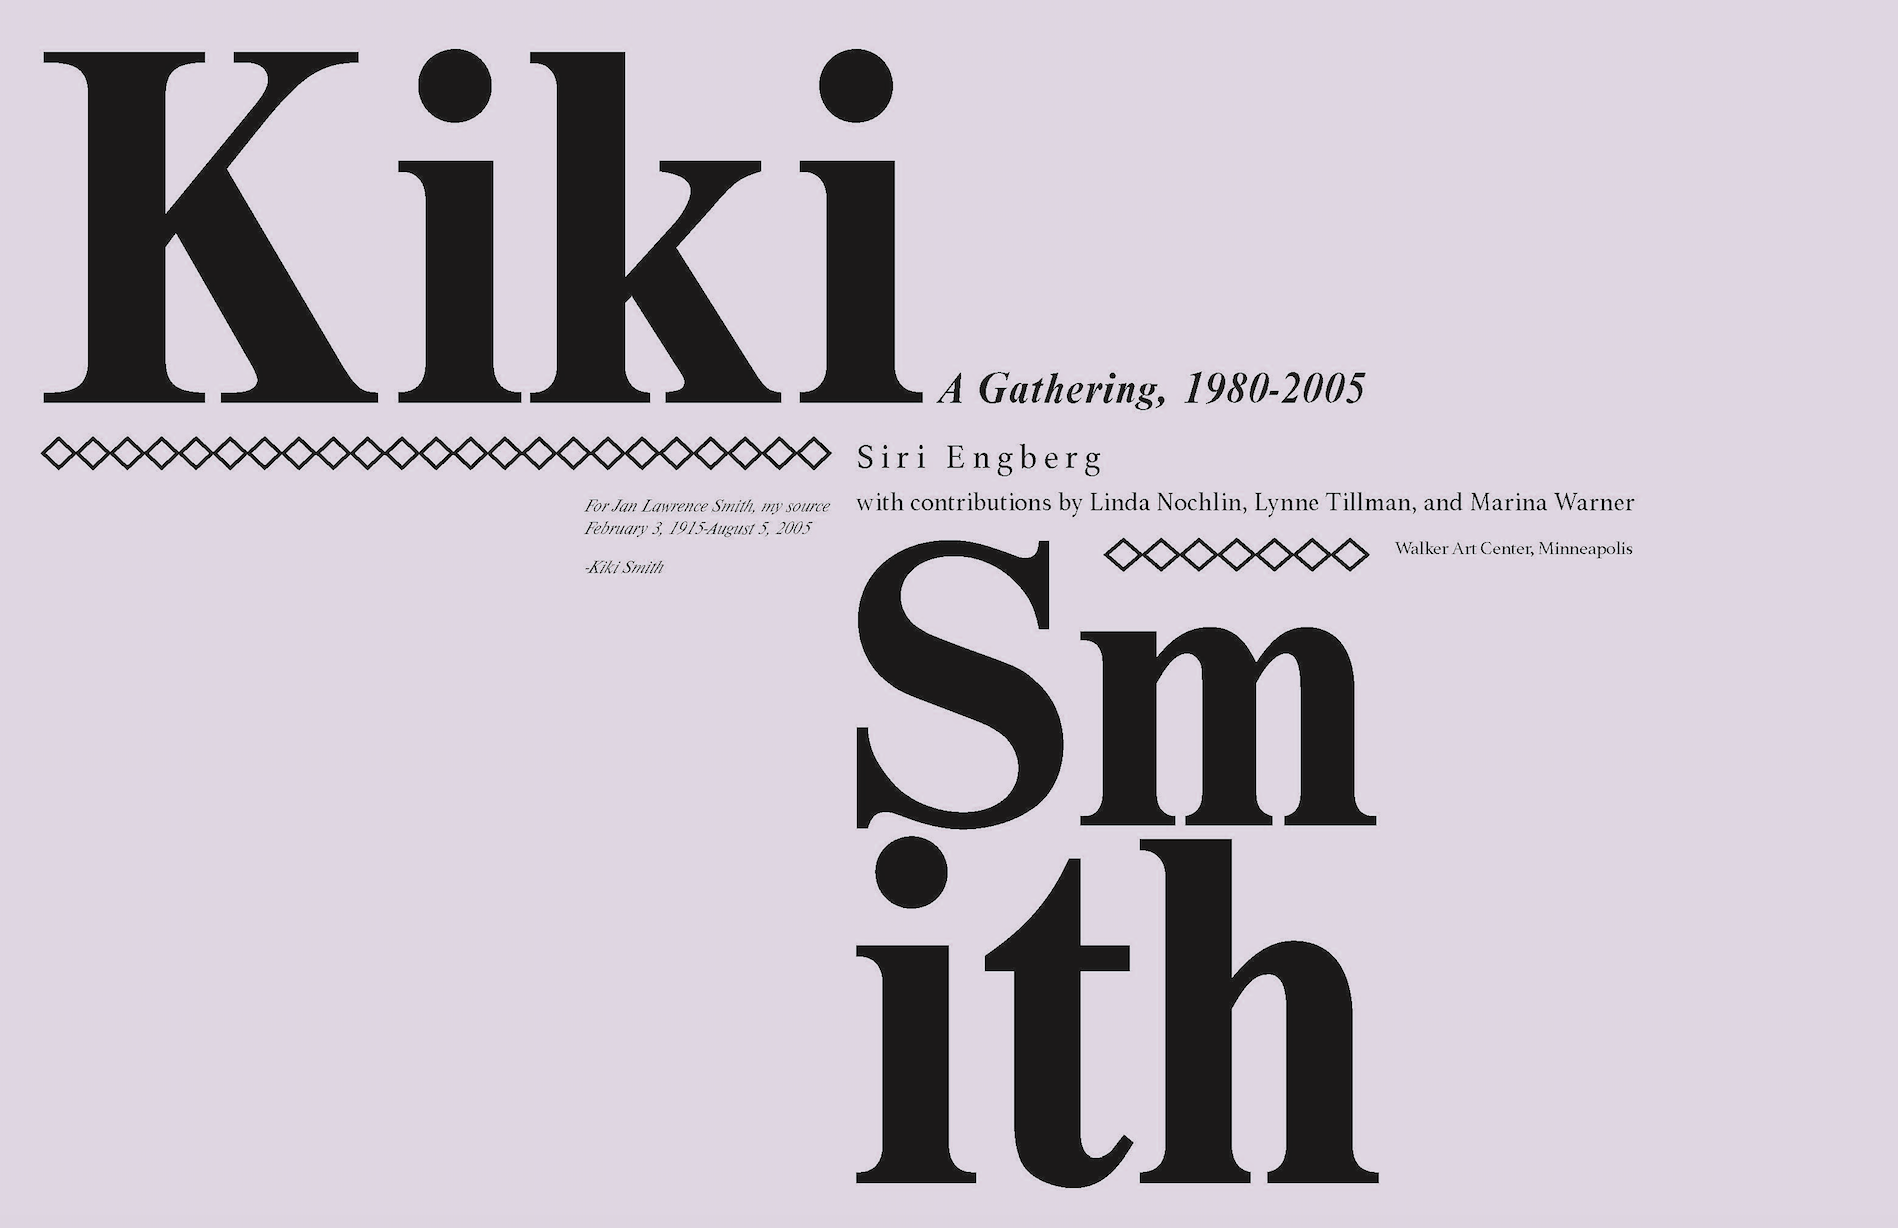 Kiki
A Gathering, 1980-2005
Siri Engberg
with contributions by Linda Nochlin, Lynne Tillman, and Marina Warner
For Jan Lawrence Smith, my source
February 3, 1915-August 5, 2005
-Kiki Smith
Walker Art Center, Minneapolis
Sm
ith